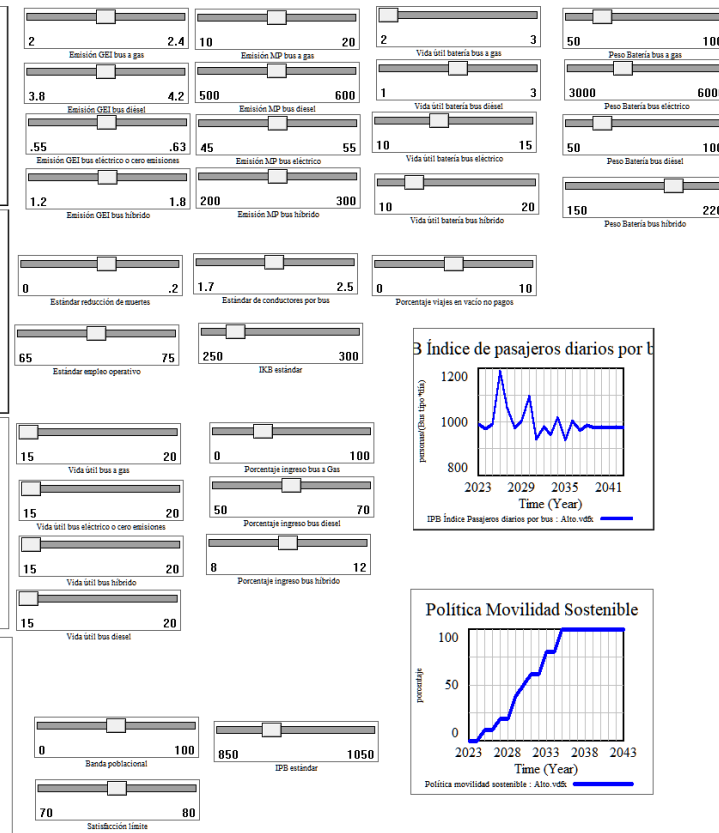 2 2.4
Emisión GEI bus a gas
10 20
Emisión MP bus a gas
2 3
Vida útil batería bus a gas
50 100
Peso Batería bus a gas
3.8 4.2
Emisión GEI bus diésel
500 600
Emisión MP bus diesel
1 3
Vida útil batería bus diésel
3000 6000
Peso Batería bus eléctrico
.55 .63
Emisión GEI bus eléctrico o cero emisiones
45 55
Emisión MP bus eléctrico
10 15
Vida útil batería bus eléctrico
50 100
Peso Batería bus diésel
1.2 1.8
Emisión GEI bus híbrido
200 300
Emisión MP bus híbrido
10 20
Vida útil batería bus híbrido
150 220
Peso Batería bus híbrido
0 .2
Estándar reducción de muertes
1.7 2.5
Estándar de conductores por bus
0 10
Porcentaje viajes en vacío no pagos
65 75
Estándar empleo operativo
250 300
IKB estándar
B Índice de pasajeros diarios por b
personas/(Bus tipo*día)
1200
1000
800
2023 2029 2035 2041
Time (Year)
IPB Índice Pasajeros diarios por bus : Alto.vdfx
15 20
Vida útil bus a gas
0 100
Porcentaje ingreso bus a Gas
15 20
Vida útil bus eléctrico o cero emisiones
50 70
Porcentaje ingreso bus diesel
15 20
Vida útil bus híbrido
8 12
Porcentaje ingreso bus híbrido
15 20
Vida útil bus diesel
Política Movilidad Sostenible
porcentaje
100
50
0
2023 2028 2033 2038 2043
Time (Year)
Política movilidad sostenible : Alto.vdfx
0 100
Banda poblacional
850 1050
IPB estándar
70 80
Satisfacción límite